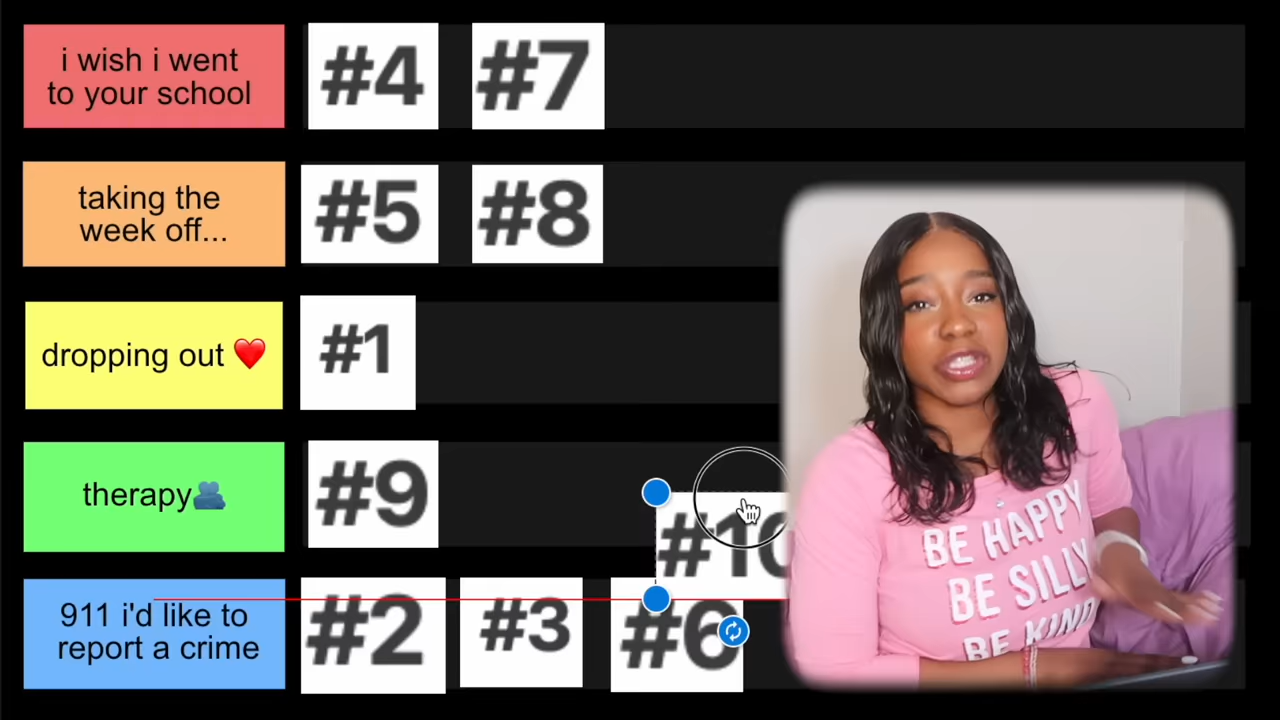 i wish i went
to your school
#4 #7
taking the
week off...
#5 #8
dropping out ❤️
#1
therapy🫂
#9
#10
911 i'd like to
report a crime
#2 #3 #6
BE HAPPY
BE SILLY
BE KIND